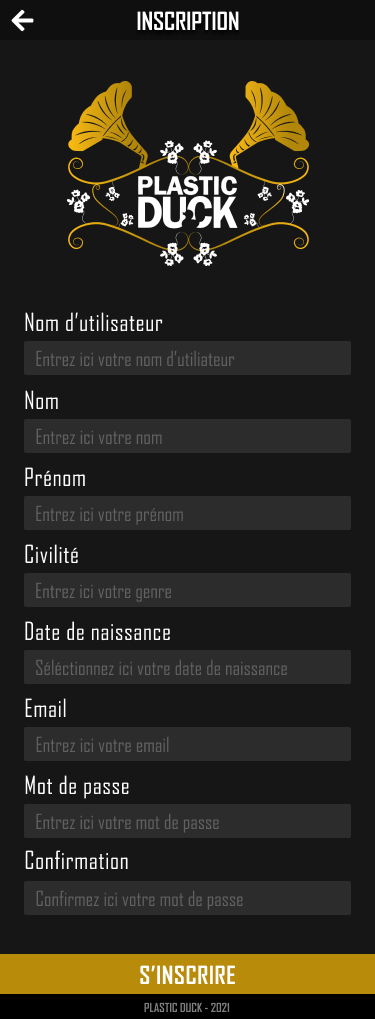 INSCRIPTION
PLASTIC
DUCK
Nom d'utilisateur
Entrez ici votre nom d'utiliateur
Nom
Entrez ici votre nom
Prénom
Entrez ici votre prénom
Civilité
Entrez ici votre genre
Date de naissance
Séléctionnez ici votre date de naissance
Email
Entrez ici votre email
Mot de passe
Entrez ici votre mot de passe
Confirmation
Confirmez ici votre mot de passe
S'INSCRIRE
PLASTIC DUCK - 2021